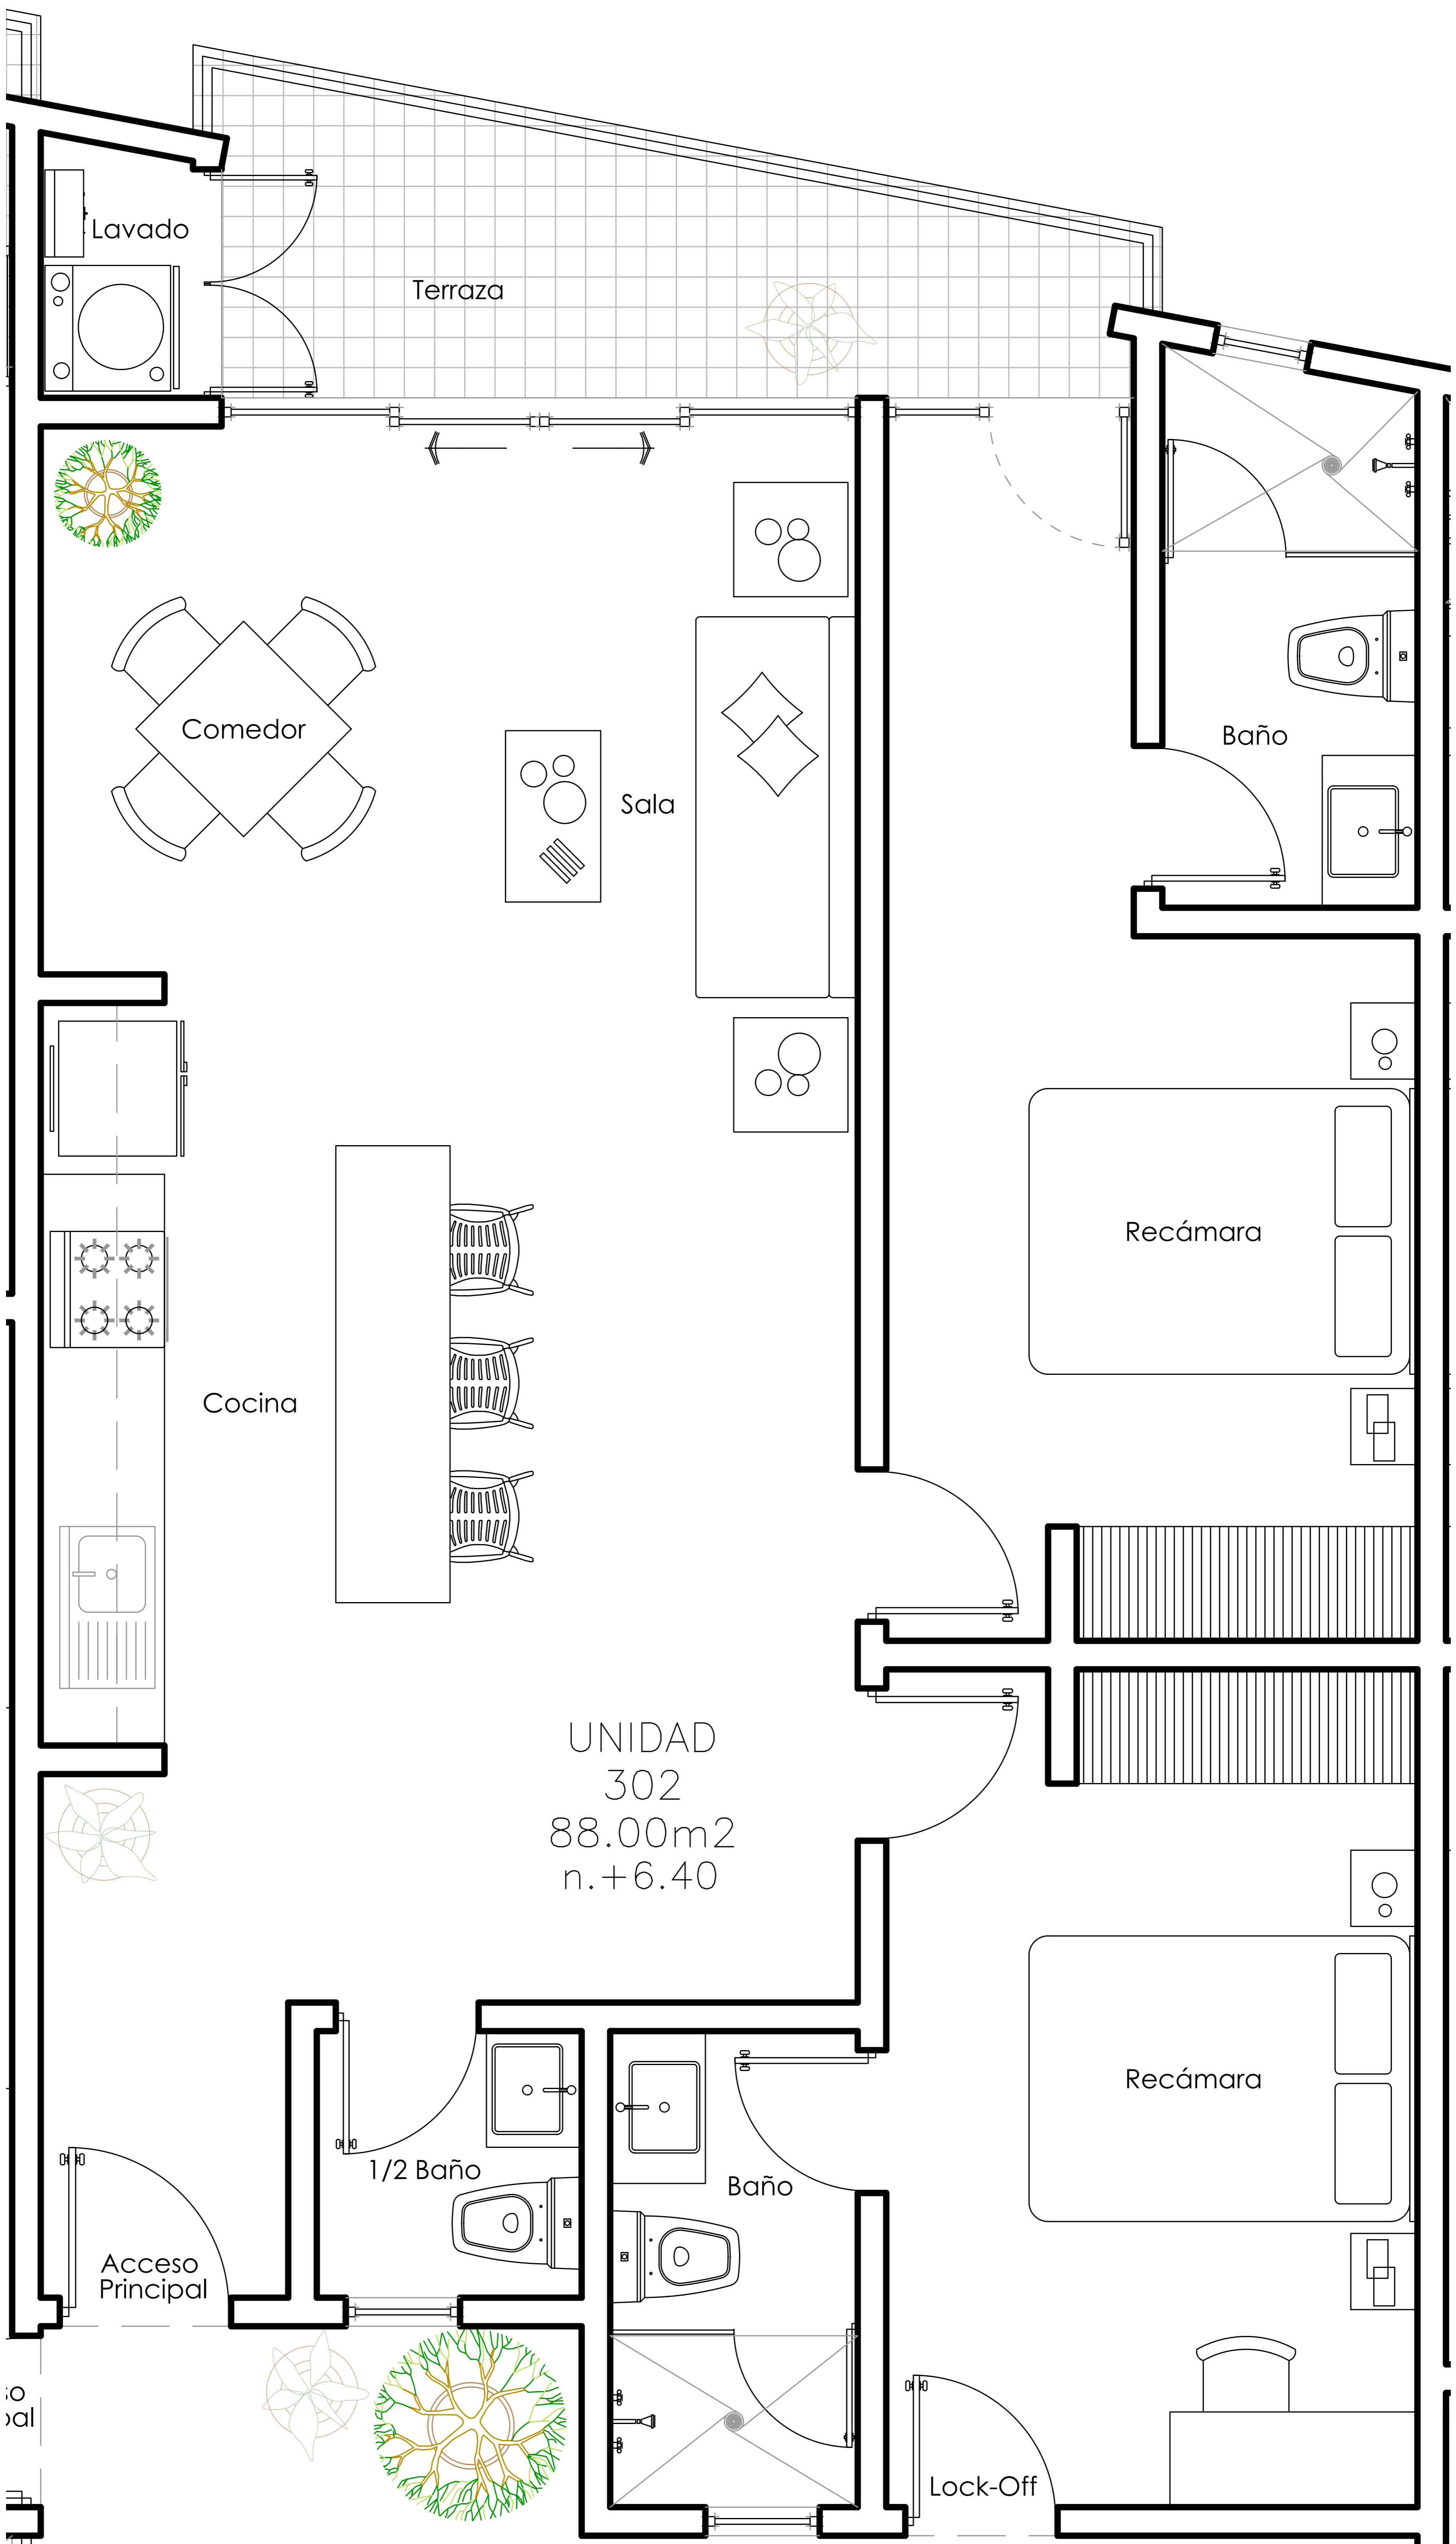 Lavado
Terraza
Comedor
Baño
Sala
Recámara
Cocina
UNIDAD
302
88.00m2
n.+6.40
Recámara
1/2 Baño
Baño
Acceso
Principal
Lock-Off